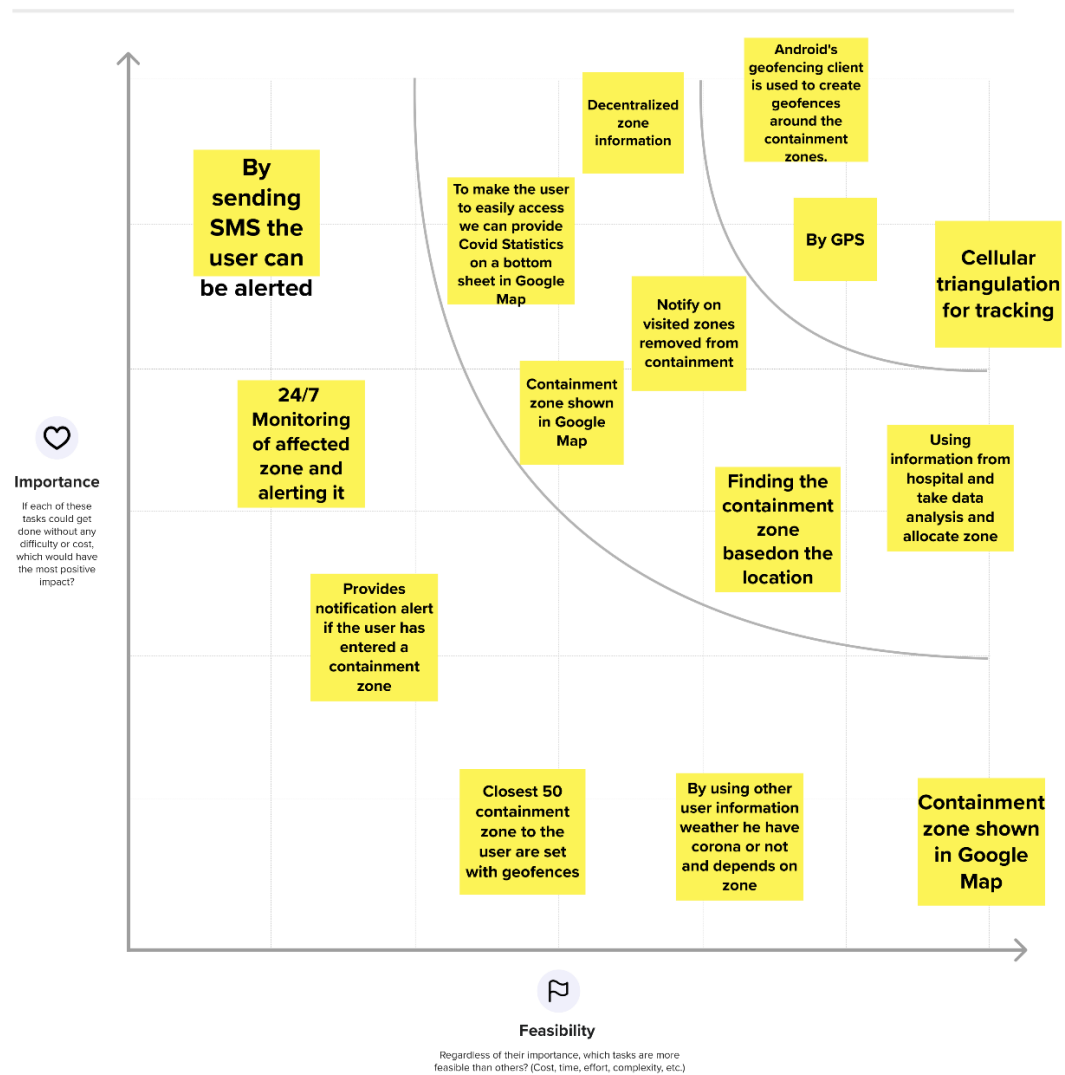 Android's
geofencing client
is used to create
geofences
around the
containment
zones.
Decentralized
zone
information
By
sending
SMS the
user can
be alerted
To make the user
to easily access
we can provide
Covid Statistics
on a bottom
sheet in Google
Map
By GPS
Cellular
triangulation
for tracking
Notify on
visited zones
removed from
containment
Containment
zone shown
in Google
Map
24/7
Monitoring
of affected
zone and
alerting it
Using
information from
hospital and
take data
analysis and
allocate zone
Finding the
containment
zone
basedon the
location
Importance
If each of these
tasks could get
done without any
difficulty or cost,
which would have
the most positive
impact?
Provides
notification alert
if the user has
entered a
containment
zone
Closest 50
containment
zone to the
user are set
with geofences
By using other
user information
weather he have
corona or not
and depends on
zone
Containment
zone shown
in Google
Map
Feasibility
Regardless of their importance, which tasks are more
feasible than others? (Cost, time, effort, complexity, etc.)